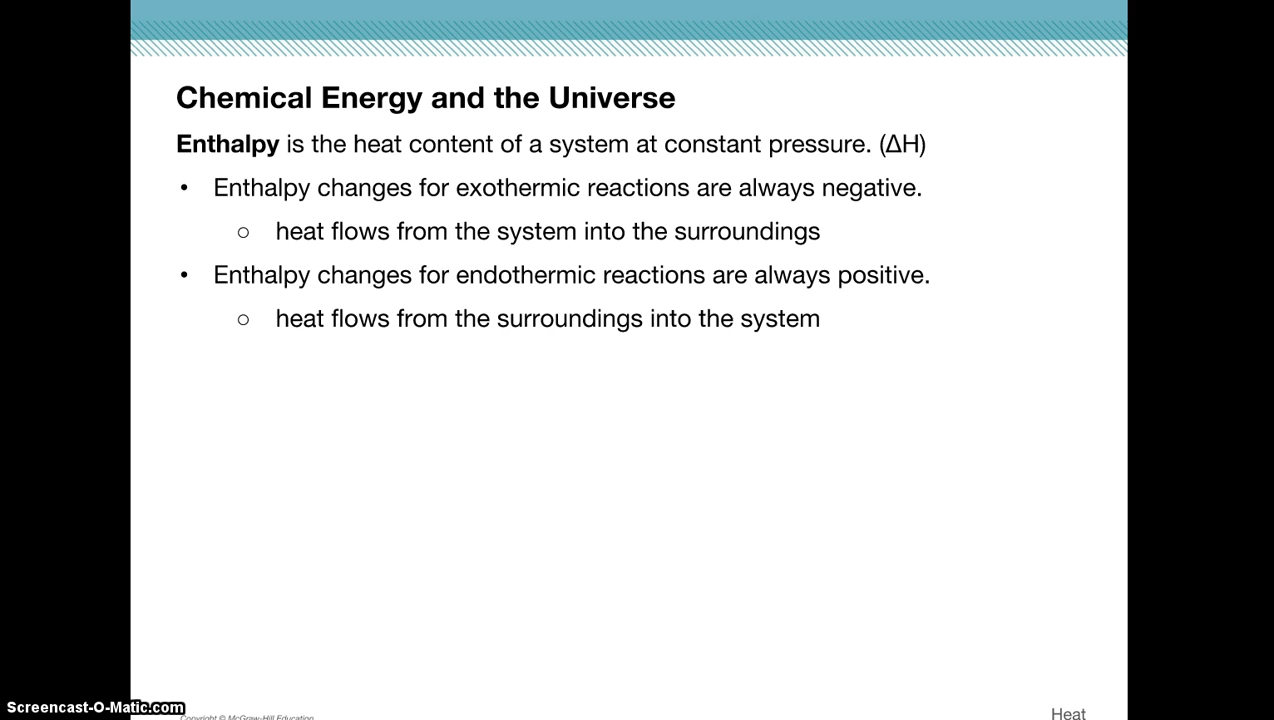 Chemical Energy and the Universe
Enthalpy is the heat content of a system at constant pressure. (ΔH)
• Enthalpy changes for exothermic reactions are always negative.
○ heat flows from the system into the surroundings
• Enthalpy changes for endothermic reactions are always positive.
○ heat flows from the surroundings into the system
Screencast-O-Matic.com
Copyright © McGraw-Hill Education
Heat